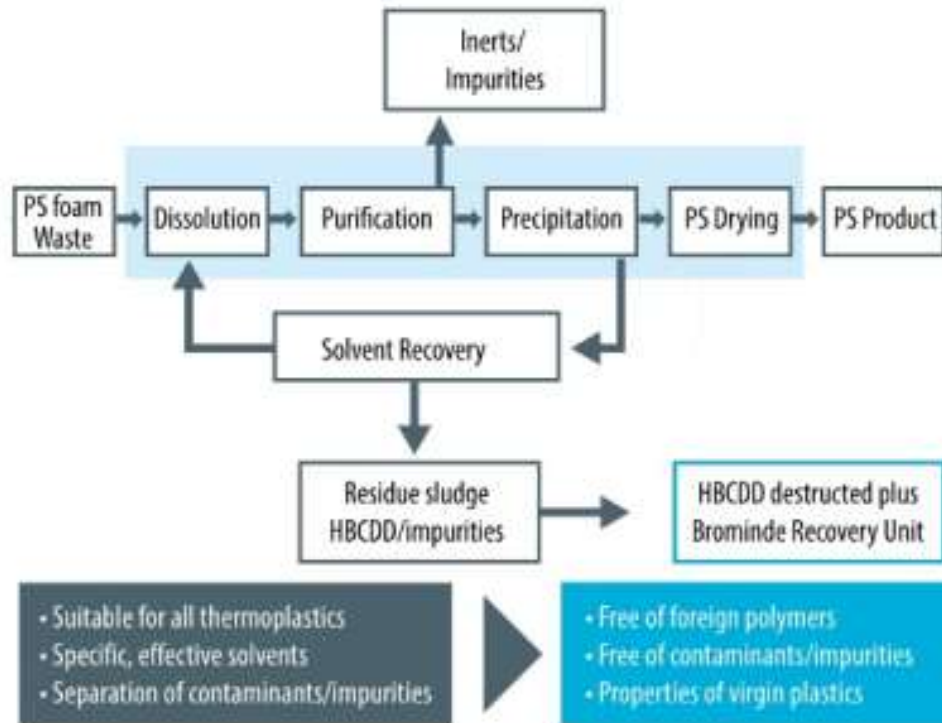 Inerts/
Impurities
PS foam
Waste
Dissolution
Purification
Precipitation
PS Drying
PS Product
Solvent Recovery
Residue sludge
HBCDD/impurities
HBCDD destructed plus
Brominde Recovery Unit
• Suitable for all thermoplastics
• Specific, effective solvents
• Separation of contaminants/impurities
• Free of foreign polymers
• Free of contaminants/impurities
• Properties of virgin plastics